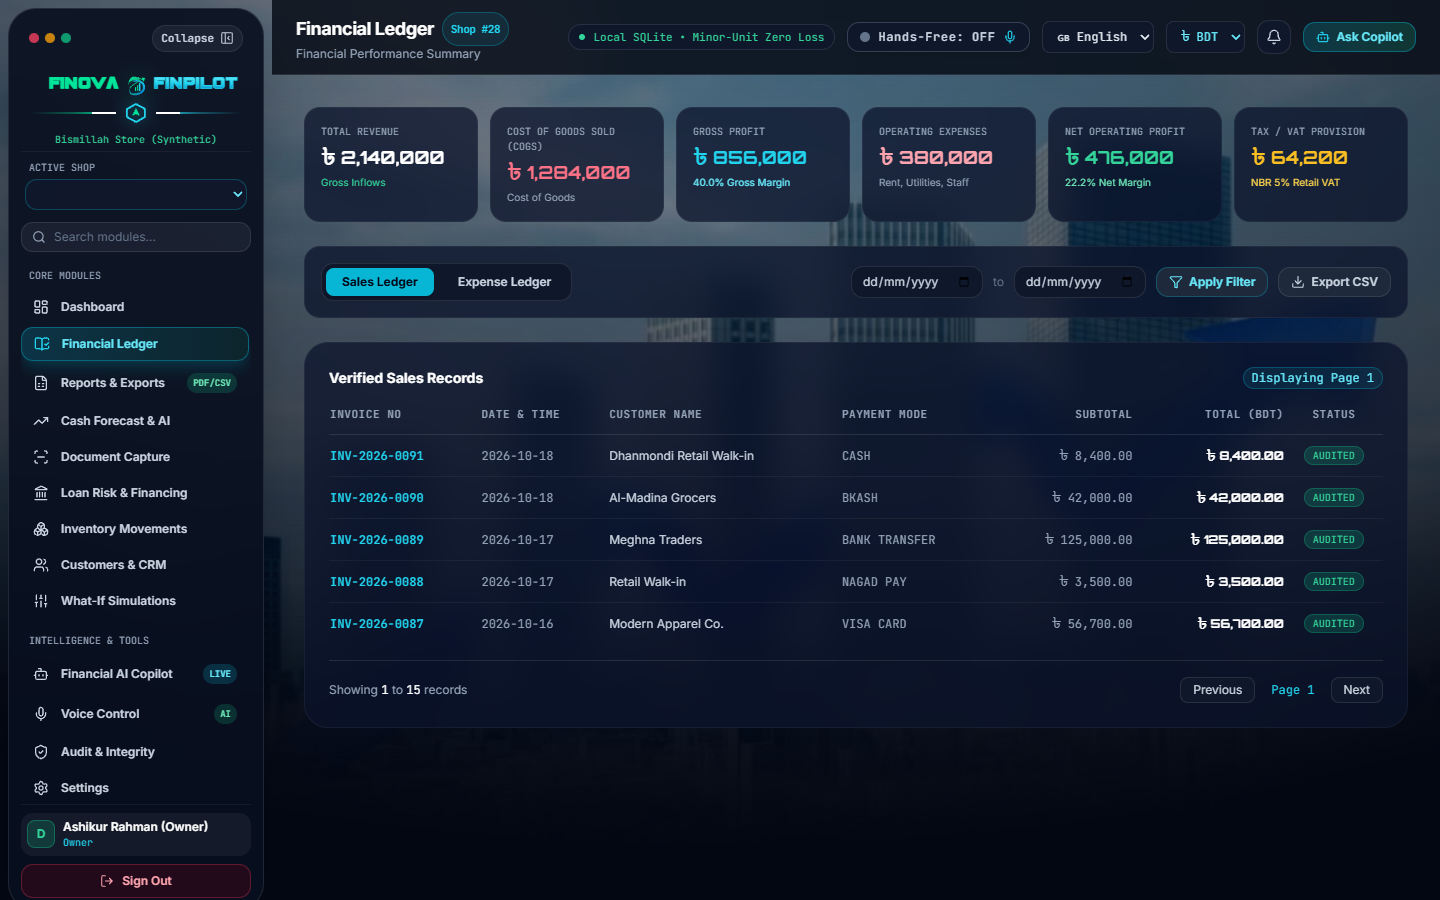 Collapse
FINOVA FINPILOT
Bismillah Store (Synthetic)
ACTIVE SHOP
Search modules...
CORE MODULES
Dashboard
Financial Ledger
Reports & Exports PDF/CSV
Cash Forecast & AI
Document Capture
Loan Risk & Financing
Inventory Movements
Customers & CRM
What-If Simulations
INTELLIGENCE & TOOLS
Financial AI Copilot LIVE
Voice Control AI
Audit & Integrity
Settings
D
Ashikur Rahman (Owner)
Owner
Sign Out
Financial Ledger Shop #28
Financial Performance Summary
Local SQLite • Minor-Unit Zero Loss
Hands-Free: OFF
GB English
৳ BDT
Ask Copilot
TOTAL REVENUE
৳ 2,140,000
Gross Inflows
COST OF GOODS SOLD
(COGS)
৳ 1,284,000
Cost of Goods
GROSS PROFIT
৳ 856,000
40.0% Gross Margin
OPERATING EXPENSES
৳ 380,000
Rent, Utilities, Staff
NET OPERATING PROFIT
৳ 476,000
22.2% Net Margin
TAX / VAT PROVISION
৳ 64,200
NBR 5% Retail VAT
Sales Ledger Expense Ledger
dd/mm/yyyy to dd/mm/yyyy Apply Filter Export CSV
Verified Sales Records
Displaying Page 1
INVOICE NO DATE & TIME CUSTOMER NAME PAYMENT MODE SUBTOTAL TOTAL (BDT) STATUS
INV-2026-0091 2026-10-18 Dhanmondi Retail Walk-in CASH ৳ 8,400.00 ৳ 8,400.00 AUDITED
INV-2026-0090 2026-10-18 Al-Madina Grocers BKASH ৳ 42,000.00 ৳ 42,000.00 AUDITED
INV-2026-0089 2026-10-17 Meghna Traders BANK TRANSFER ৳ 125,000.00 ৳ 125,000.00 AUDITED
INV-2026-0088 2026-10-17 Retail Walk-in NAGAD PAY ৳ 3,500.00 ৳ 3,500.00 AUDITED
INV-2026-0087 2026-10-16 Modern Apparel Co. VISA CARD ৳ 56,700.00 ৳ 56,700.00 AUDITED
Showing 1 to 15 records
Previous Page 1 Next